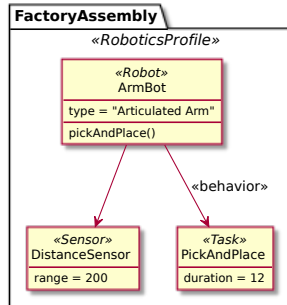 FactoryAssembly
«RoboticsProfile»
«Robot»
ArmBot
type = "Articulated Arm"
pickAndPlace()
«behavior»
«Sensor»
DistanceSensor
range = 200
«Task»
PickAndPlace
duration = 12